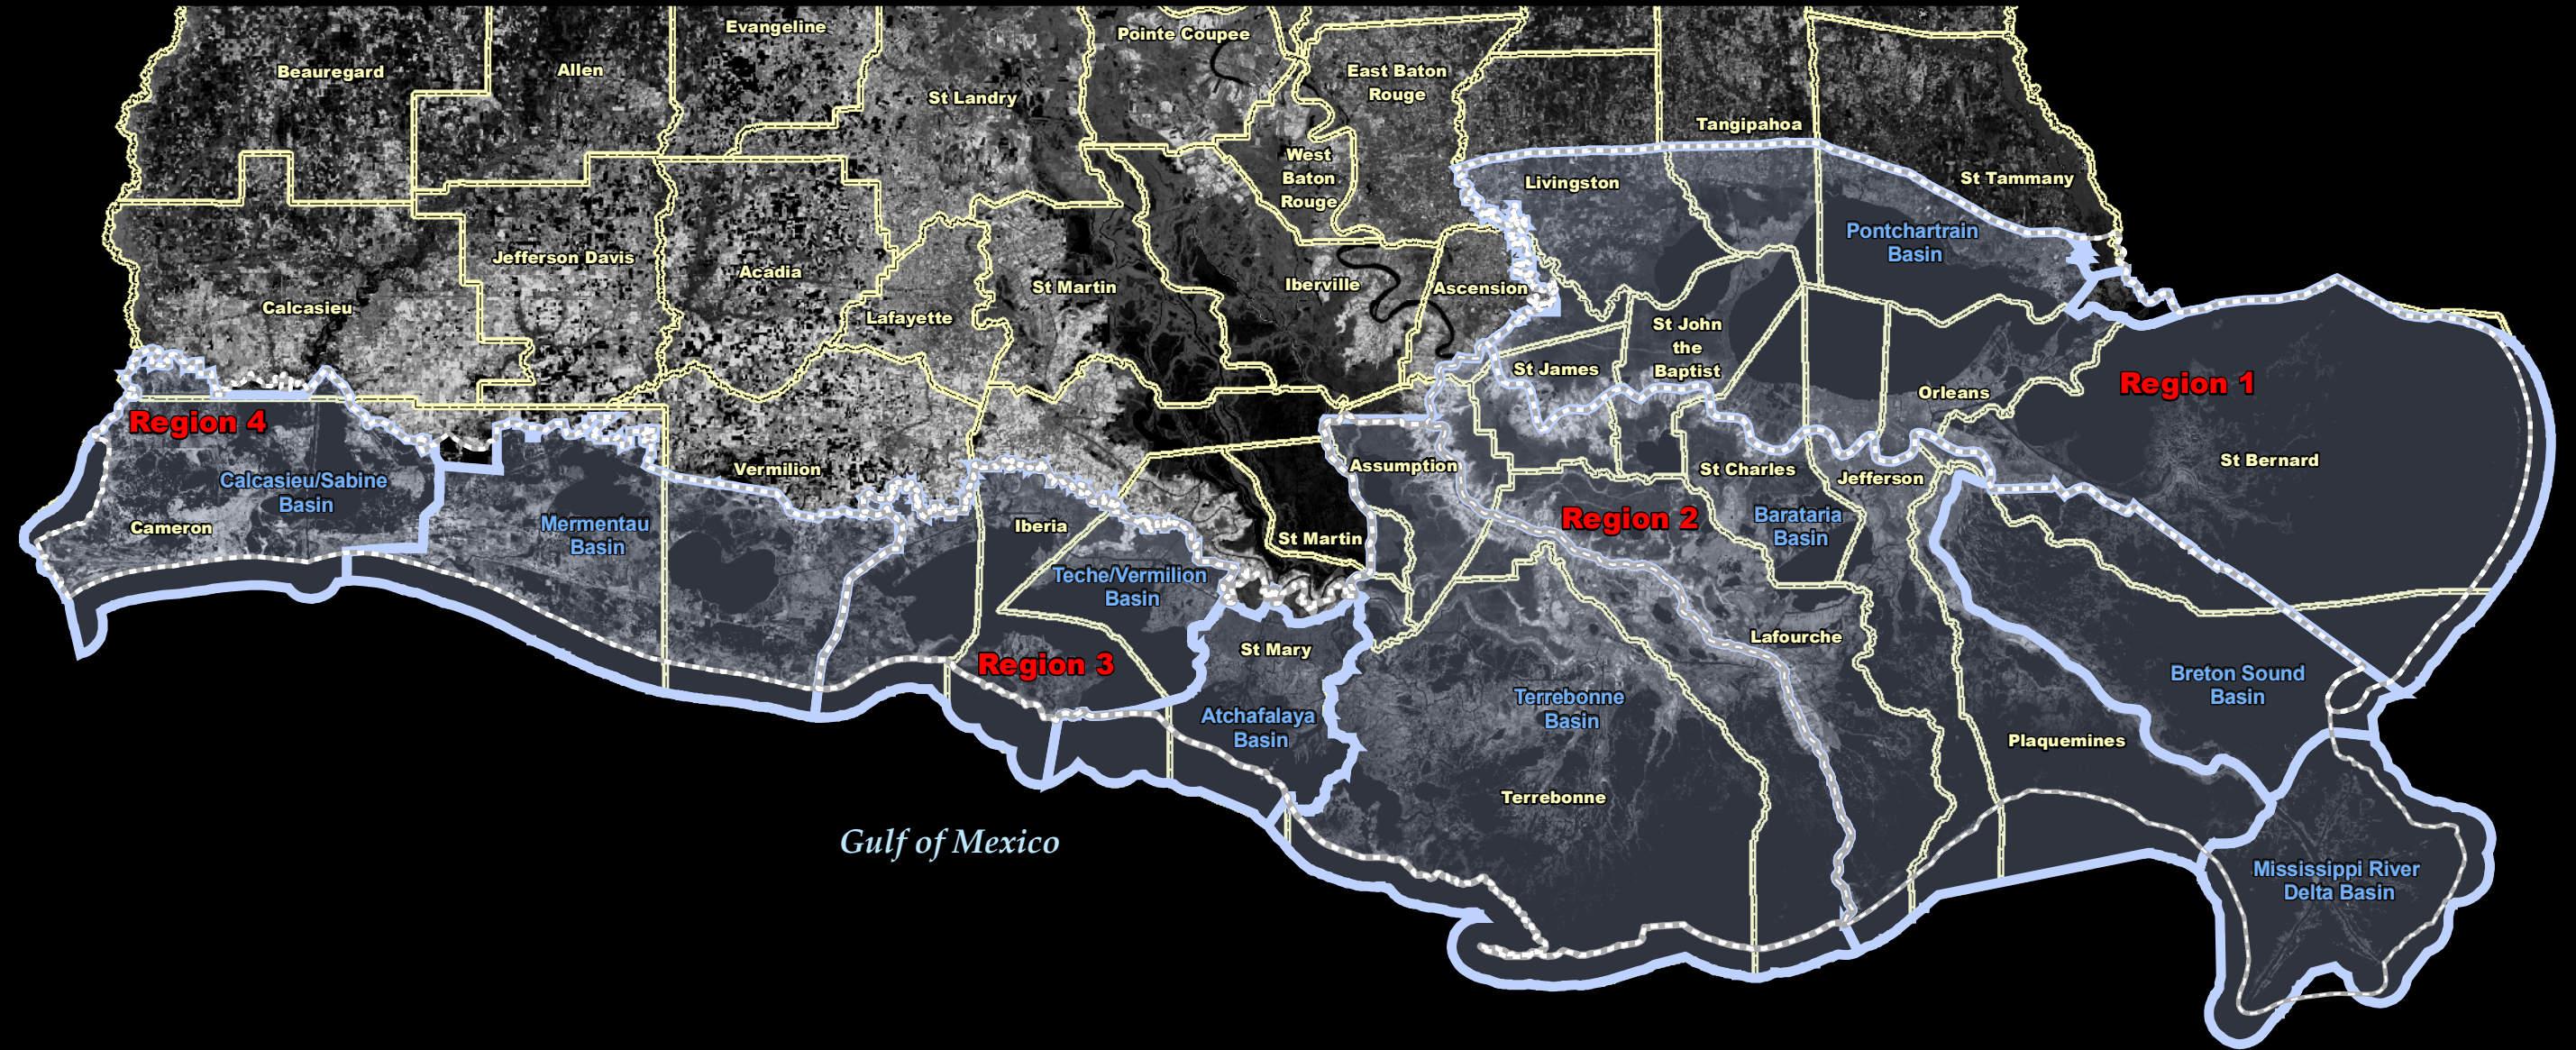 Evangeline
Pointe Coupee
Beauregard
Allen
East Baton
Rouge
St Landry
Tangipahoa
West
Baton
Rouge
Livingston
St Tammany
Pontchartrain
Basin
Jefferson Davis
Acadia
St Martin
Iberville
Ascension
Calcasieu
Lafayette
St John
the
Baptist
St James
Orleans
Region 1
Region 4
St Bernard
Calcasieu/Sabine
Basin
Vermilion
Assumption
St Charles
Jefferson
Cameron
Mermentau
Basin
Iberia
St Martin
Region 2
Barataria
Basin
Teche/Vermilion
Basin
St Mary
Lafourche
Region 3
Breton Sound
Basin
Terrebonne
Basin
Atchafalaya
Basin
Plaquemines
Terrebonne
Gulf of Mexico
Mississippi River
Delta Basin